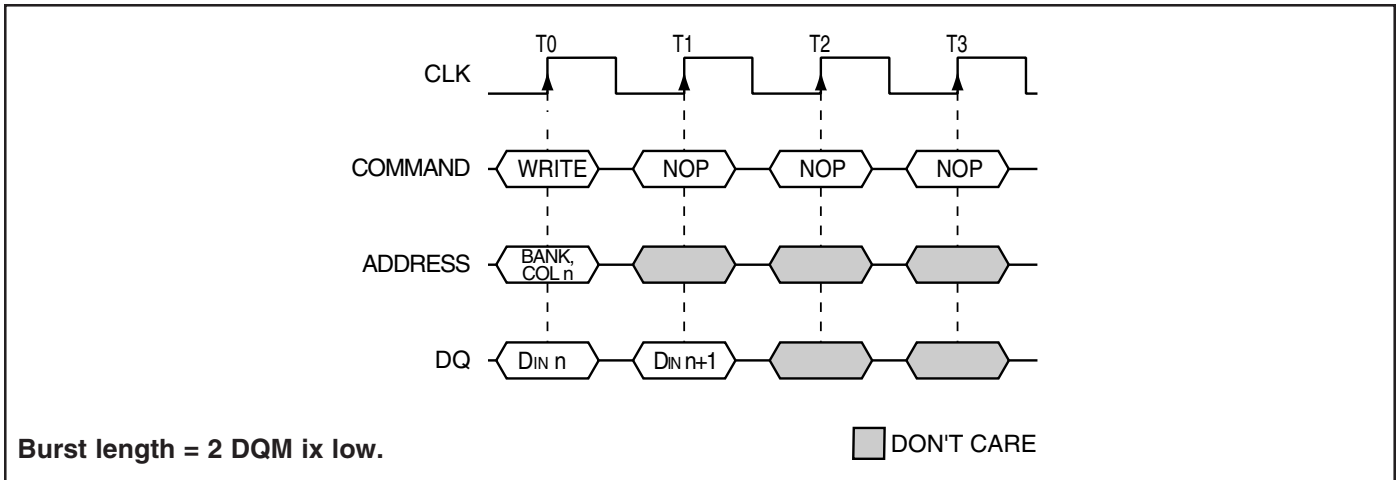 T0 T1 T2 T3
CLK
COMMAND WRITE NOP NOP NOP
ADDRESS BANK,
COL n
DQ DIN n DIN n+1
Burst length = 2 DQM ix low.
DON'T CARE